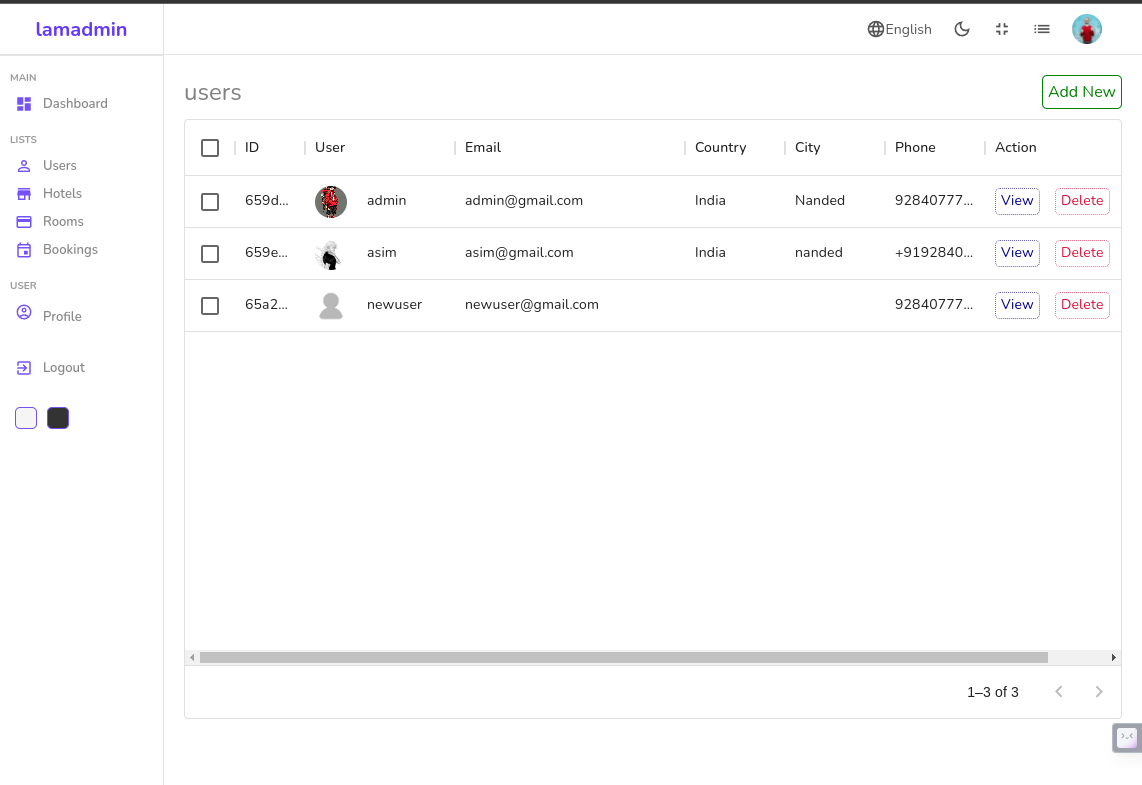 lamadmin
English
MAIN
Dashboard
LISTS
Users
Hotels
Rooms
Bookings
USER
Profile
Logout
users
Add New
ID User Email Country City Phone Action
659d... admin admin@gmail.com India Nanded 92840777... View Delete
659e... asim asim@gmail.com India nanded +9192840... View Delete
65a2... newuser newuser@gmail.com 92840777... View Delete
1–3 of 3